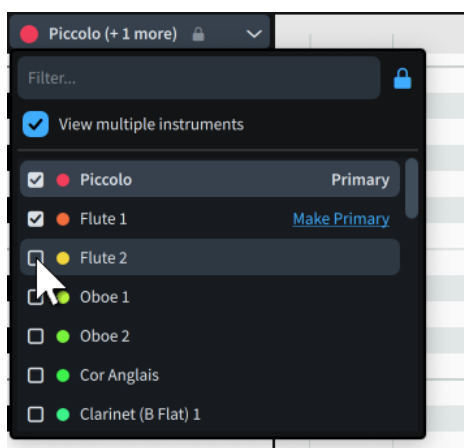 Piccolo (+ 1 more)
Filter...
View multiple instruments
Piccolo Primary
Flute 1 Make Primary
Flute 2
Oboe 1
Oboe 2
Cor Anglais
Clarinet (B Flat) 1